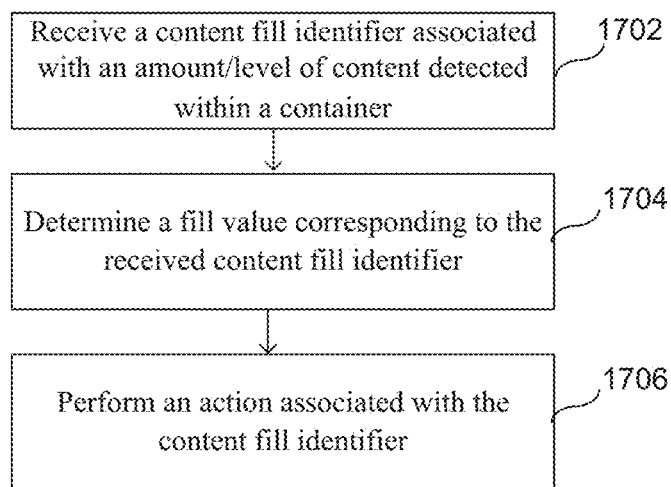 Receive a content fill identifier associated
with an amount/level of content detected
within a container
1702
Determine a fill value corresponding to the
received content fill identifier
1704
Perform an action associated with the
content fill identifier
1706